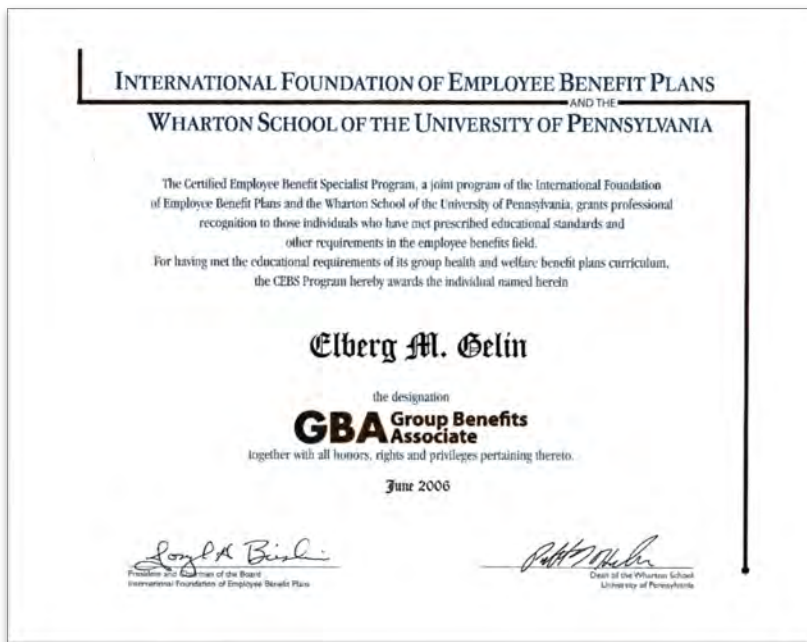 INTERNATIONAL FOUNDATION OF EMPLOYEE BENEFIT PLANS
AND THE
WHARTON SCHOOL OF THE UNIVERSITY OF PENNSYLVANIA
The Certified Employee Benefit Specialist Program, a joint program of the International Foundation
of Employee Benefit Plans and the Wharton School of the University of Pennsylvania, grants professional
recognition to those individuals who have met prescribed educational standards and
other requirements in the employee benefits field.
For having met the educational requirements of its group health and welfare benefit plans curriculum,
the CEBS Program hereby awards the individual named herein
Elberg M. Gelin
the designation
GBA Group Benefits
Associate
together with all honors, rights and privileges pertaining thereto.
June 2006
President and Chairman of the Board
International Foundation of Employee Benefit Plans
Dean of the Wharton School
University of Pennsylvania